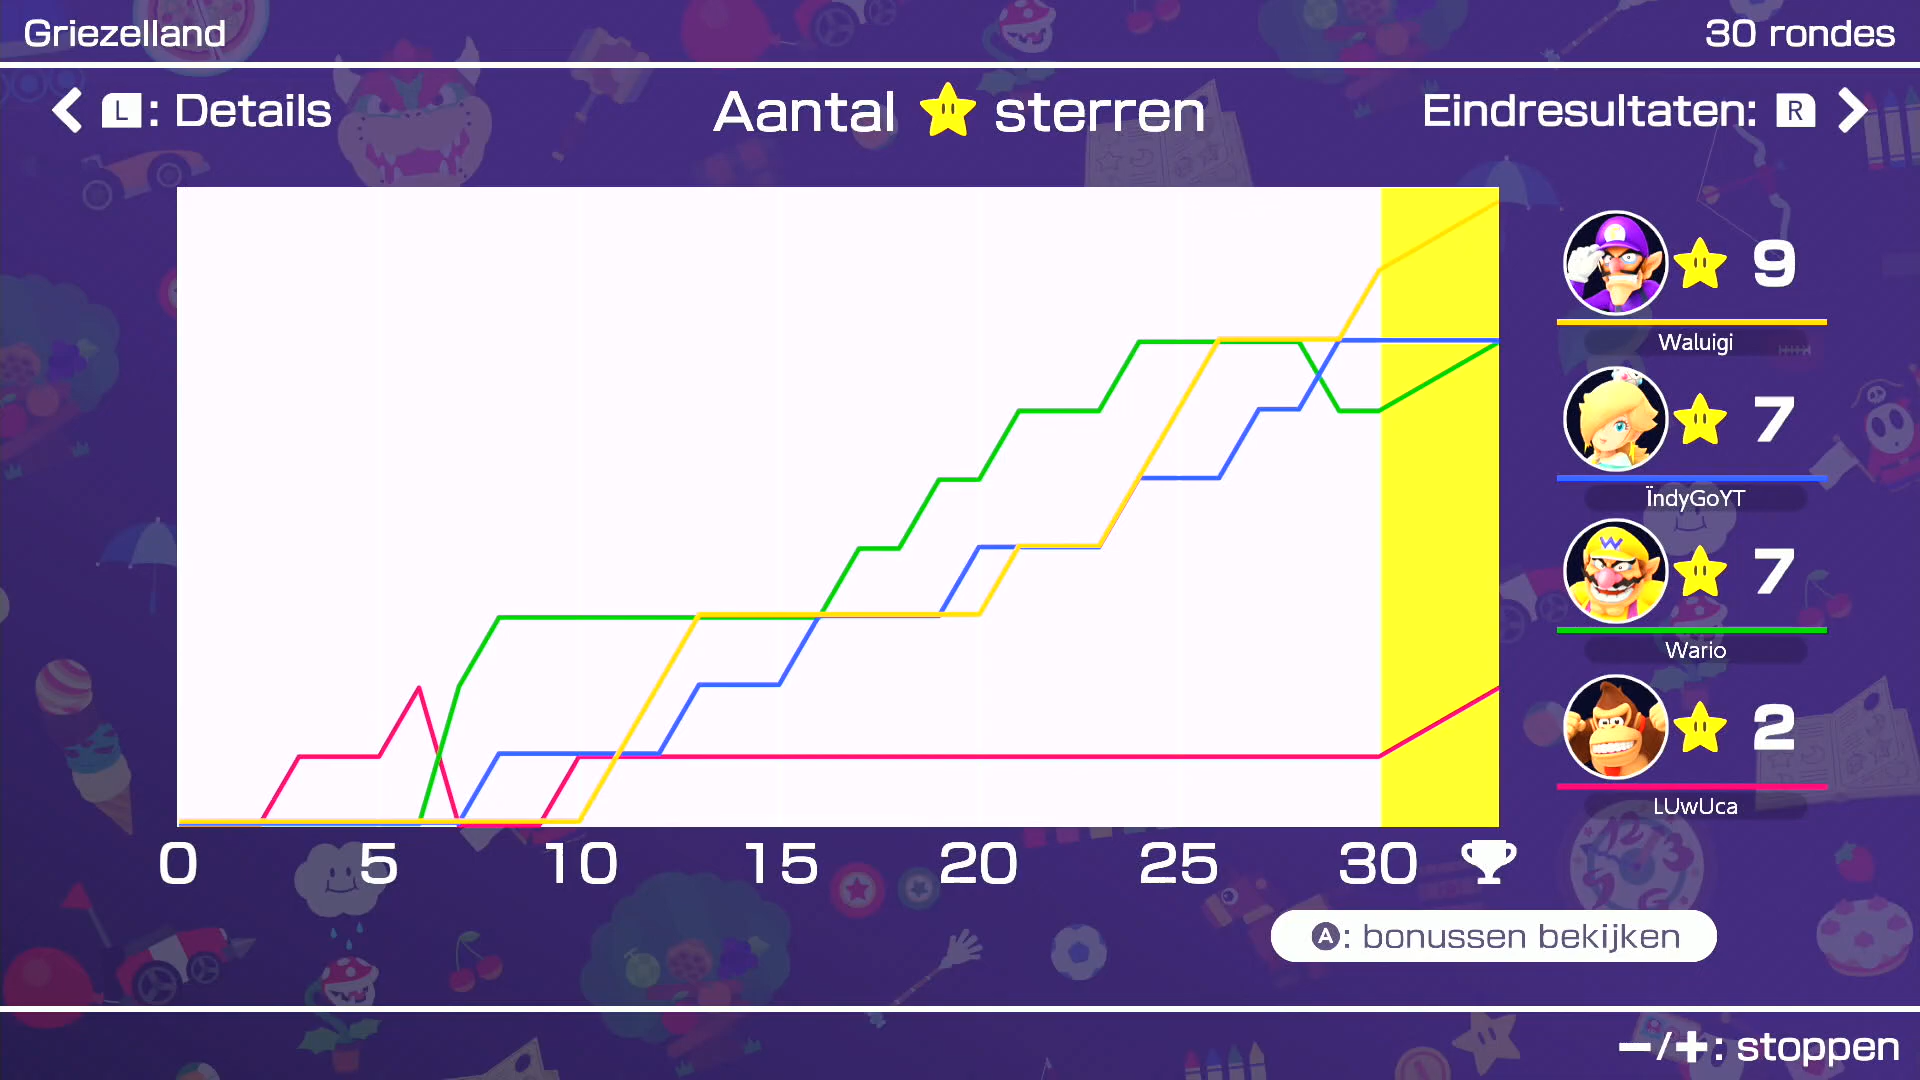 Griezelland
30 rondes
L: Details
Aantal sterren
Eindresultaten: R
9
Waluigi
7
ÏndyGoYT
7
Wario
2
LUwUca
0 5 10 15 20 25 30
A: bonussen bekijken
−/+: stoppen